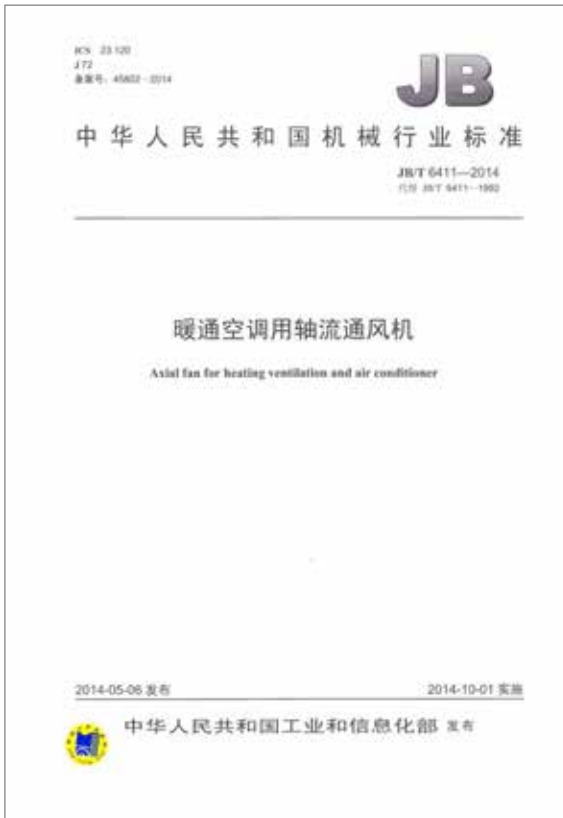 ICS 23.120
J 72
备案号：45802—2014
JB
中华人民共和国机械行业标准
JB/T 6411—2014
代替 JB/T 6411—1992
暖通空调用轴流通风机
Axial fan for heating ventilation and air conditioner
2014-05-06 发布
2014-10-01 实施
中华人民共和国工业和信息化部 发布